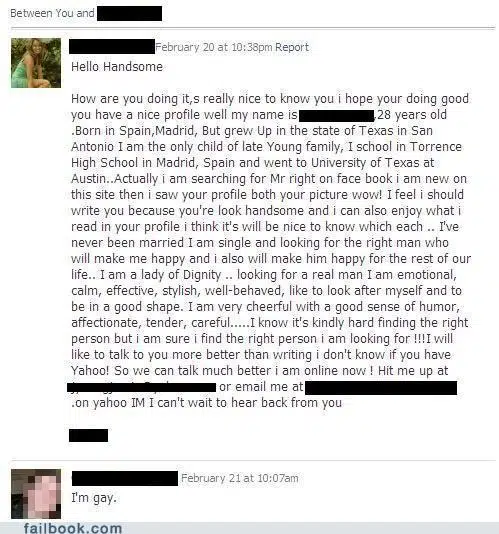 Between You and
February 20 at 10:38pm Report
Hello Handsome
How are you doing it,s really nice to know you i hope your doing good
you have a nice profile well my name is ,28 years old
.Born in Spain,Madrid, But grew Up in the state of Texas in San
Antonio I am the only child of late Young family, I school in Torrence
High School in Madrid, Spain and went to University of Texas at
Austin..Actually i am searching for Mr right on face book i am new on
this site then i saw your profile both your picture wow! I feel i should
write you because you're look handsome and i can also enjoy what i
read in your profile i think it's will be nice to know which each .. I've
never been married I am single and looking for the right man who
will make me happy and i also will make him happy for the rest of our
life.. I am a lady of Dignity .. looking for a real man I am emotional,
calm, effective, stylish, well-behaved, like to look after myself and to
be in a good shape. I am very cheerful with a good sense of humor,
affectionate, tender, careful.....I know it's kindly hard finding the right
person but i am sure i find the right person i am looking for !!!I will
like to talk to you more better than writing i don't know if you have
Yahoo! So we can talk much better i am online now ! Hit me up at
or email me at
.on yahoo IM I can't wait to hear back from you
February 21 at 10:07am
I'm gay.
failbook.com